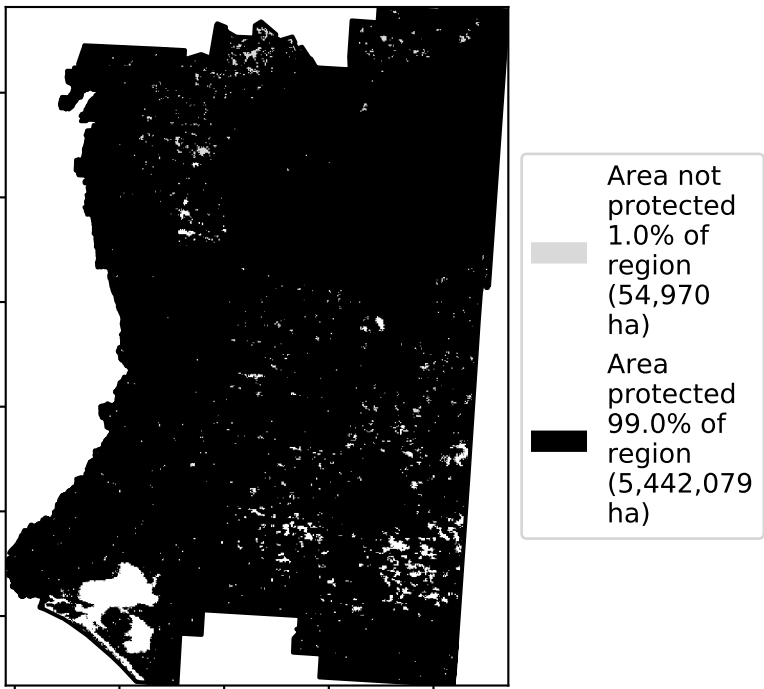 Area not
protected
1.0% of
region
(54,970
ha)
Area
protected
99.0% of
region
(5,442,079
ha)